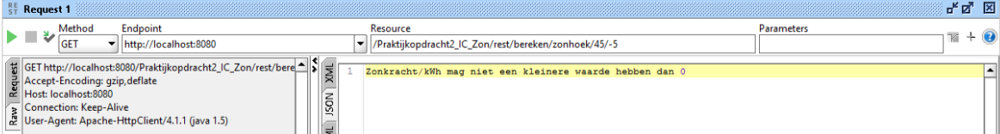 RE
ST Request 1
Method Endpoint Resource Parameters
GET http://localhost:8080 /Praktijkopdracht2_IC_Zon/rest/bereken/zonhoek/45/-5
Request
Raw
GET http://localhost:8080/Praktijkopdracht2_IC_Zon/rest/bere
Accept-Encoding: gzip,deflate
Host: localhost:8080
Connection: Keep-Alive
User-Agent: Apache-HttpClient/4.1.1 (java 1.5)
XML
JSON
1 Zonkracht/kWh mag niet een kleinere waarde hebben dan 0